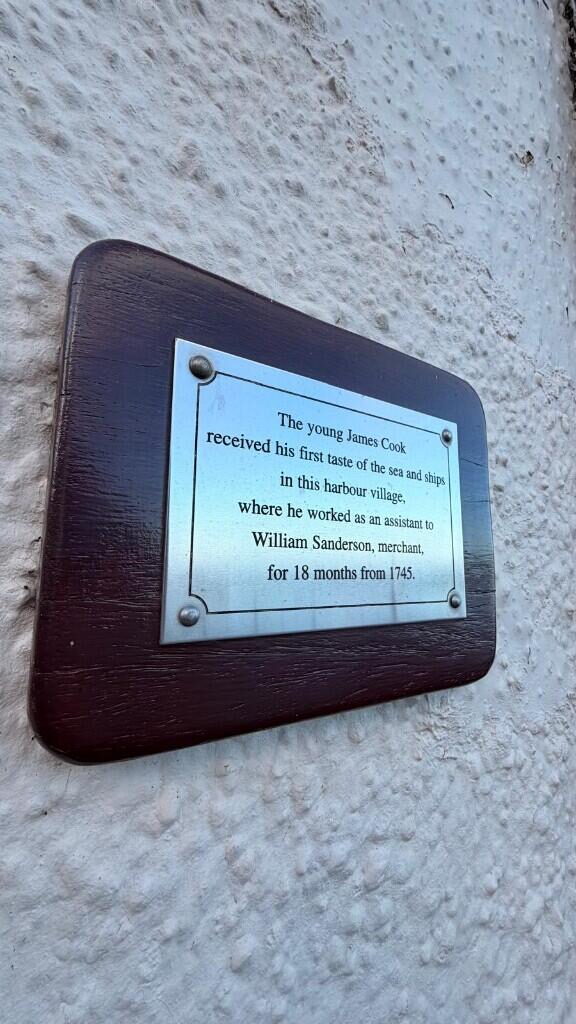 The young James Cook
received his first taste of the sea and ships
in this harbour village,
where he worked as an assistant to
William Sanderson, merchant,
for 18 months from 1745.